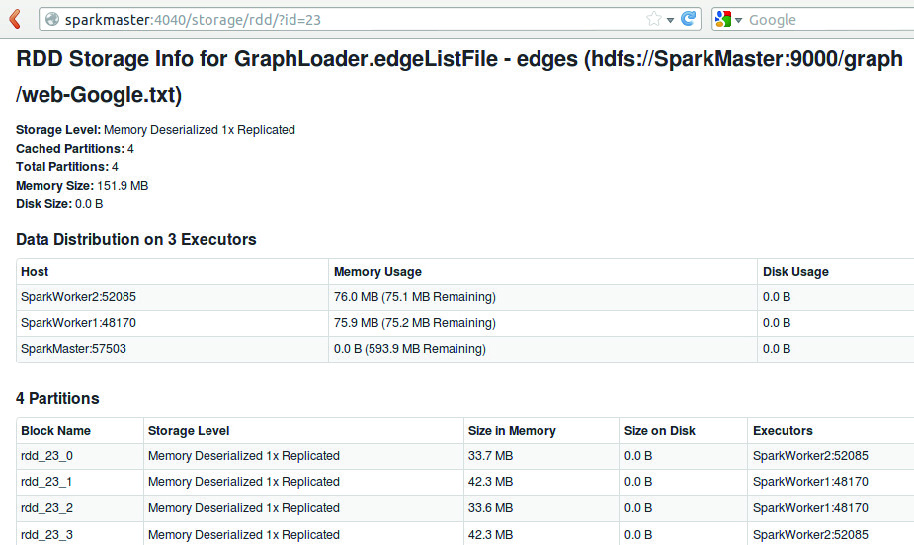 sparkmaster:4040/storage/rdd/?id=23 Google
RDD Storage Info for GraphLoader.edgeListFile - edges (hdfs://SparkMaster:9000/graph
/web-Google.txt)
Storage Level: Memory Deserialized 1x Replicated
Cached Partitions: 4
Total Partitions: 4
Memory Size: 151.9 MB
Disk Size: 0.0 B
Data Distribution on 3 Executors
Host Memory Usage Disk Usage
SparkWorker2:52085 76.0 MB (75.1 MB Remaining) 0.0 B
SparkWorker1:48170 75.9 MB (75.2 MB Remaining) 0.0 B
SparkMaster:57503 0.0 B (593.9 MB Remaining) 0.0 B
4 Partitions
Block Name Storage Level Size in Memory Size on Disk Executors
rdd_23_0 Memory Deserialized 1x Replicated 33.7 MB 0.0 B SparkWorker2:52085
rdd_23_1 Memory Deserialized 1x Replicated 42.3 MB 0.0 B SparkWorker1:48170
rdd_23_2 Memory Deserialized 1x Replicated 33.6 MB 0.0 B SparkWorker1:48170
rdd_23_3 Memory Deserialized 1x Replicated 42.3 MB 0.0 B SparkWorker2:52085